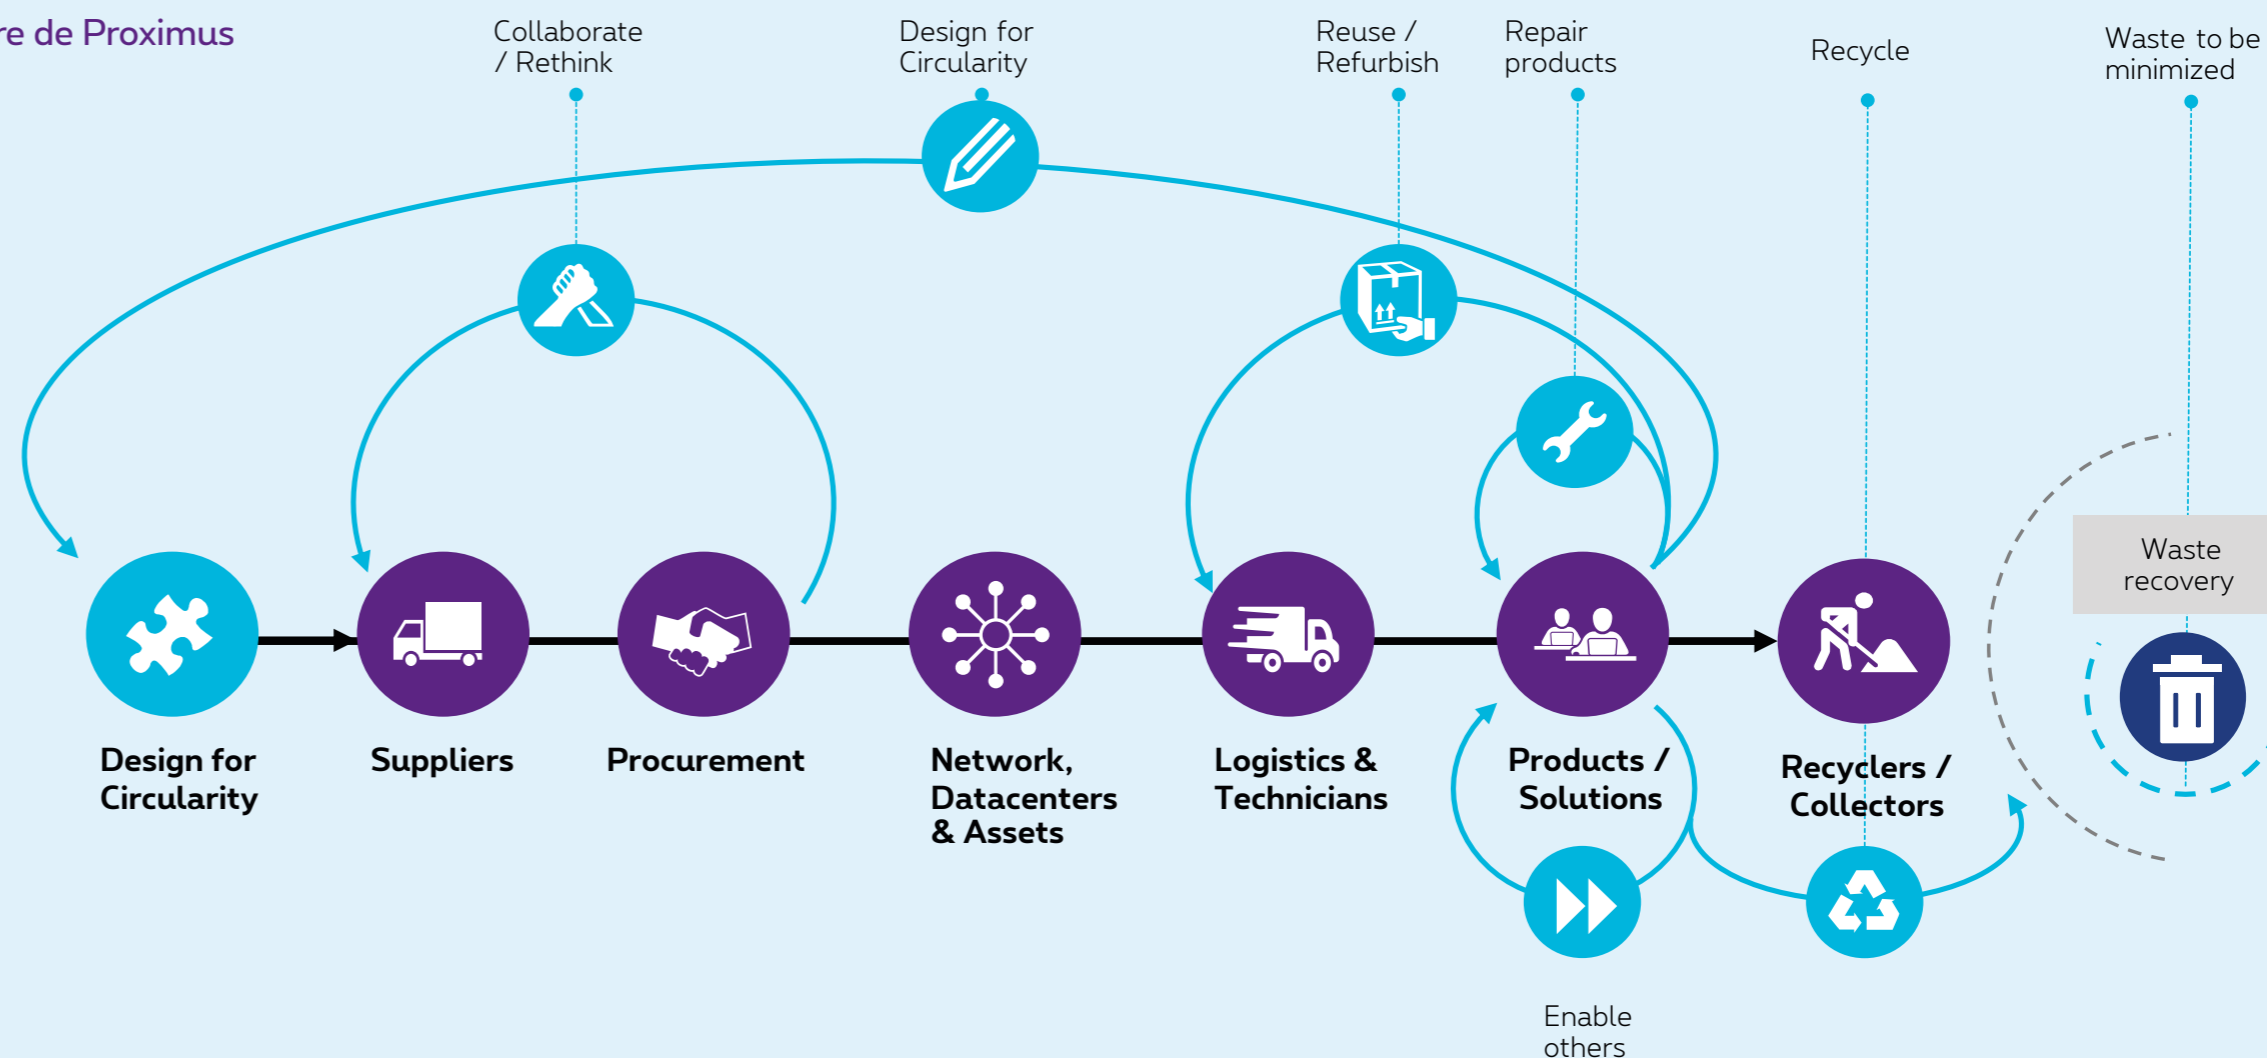 de Proximus
Collaborate
/ Rethink
Design for
Circularity
Reuse /
Refurbish
Repair
products
Recycle
Waste to be
minimized
Waste
recovery
Design for
Circularity
Suppliers
Procurement
Network,
Datacenters
& Assets
Logistics &
Technicians
Products /
Solutions
Recyclers /
Collectors
Enable
others